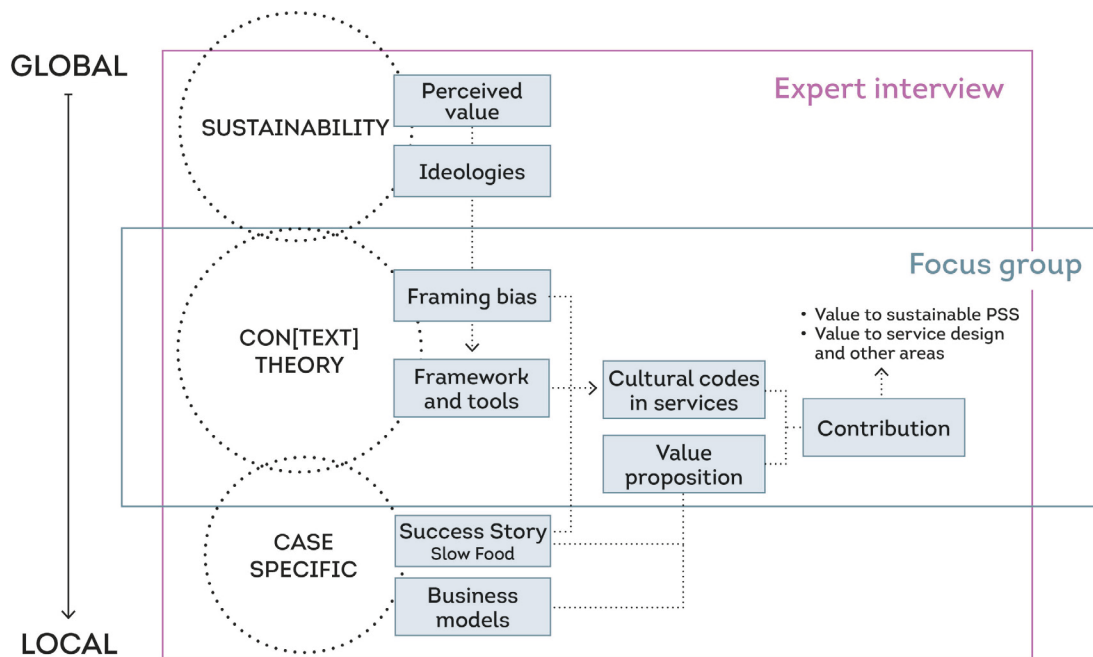 GLOBAL
Expert interview
SUSTAINABILITY
Perceived
value
Ideologies
Focus group
CON[TEXT]
THEORY
Framing bias
Framework
and tools
Cultural codes
in services
Value
proposition
• Value to sustainable PSS
• Value to service design
and other areas
Contribution
CASE
SPECIFIC
Success Story
Slow Food
Business
models
LOCAL